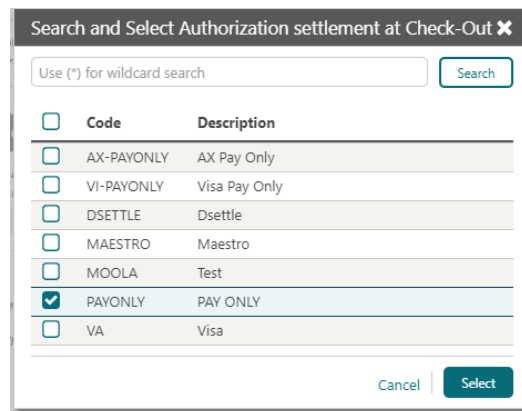 Search and Select Authorization settlement at Check-Out
Use (*) for wildcard search Search
Code Description
AX-PAYONLY AX Pay Only
VI-PAYONLY Visa Pay Only
DSETTLE Dsettle
MAESTRO Maestro
MOOLA Test
PAYONLY PAY ONLY
VA Visa
Cancel Select